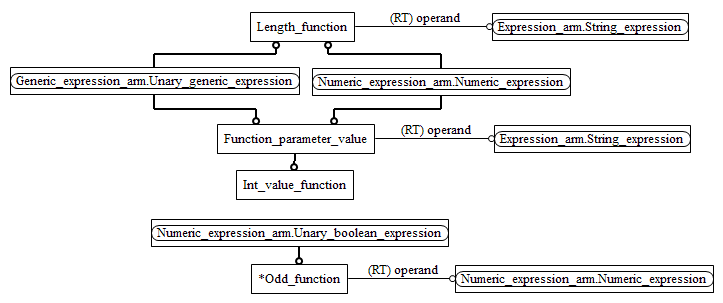 Length_function
(RT) operand
Expression_arm.String_expression
Generic_expression_arm.Unary_generic_expression
Numeric_expression_arm.Numeric_expression
Function_parameter_value
(RT) operand
Expression_arm.String_expression
Int_value_function
Numeric_expression_arm.Unary_boolean_expression
*Odd_function
(RT) operand
Numeric_expression_arm.Numeric_expression